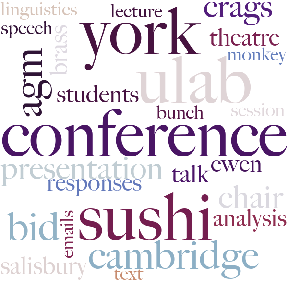 linguistics
lecture
crags
speech
brass
york
theatre
monkey
agm
students
ulab
bunch
session
conference
presentation
talk
ewen
responses
chair
bid
emails
sushi
analysis
salisbury
cambridge
text